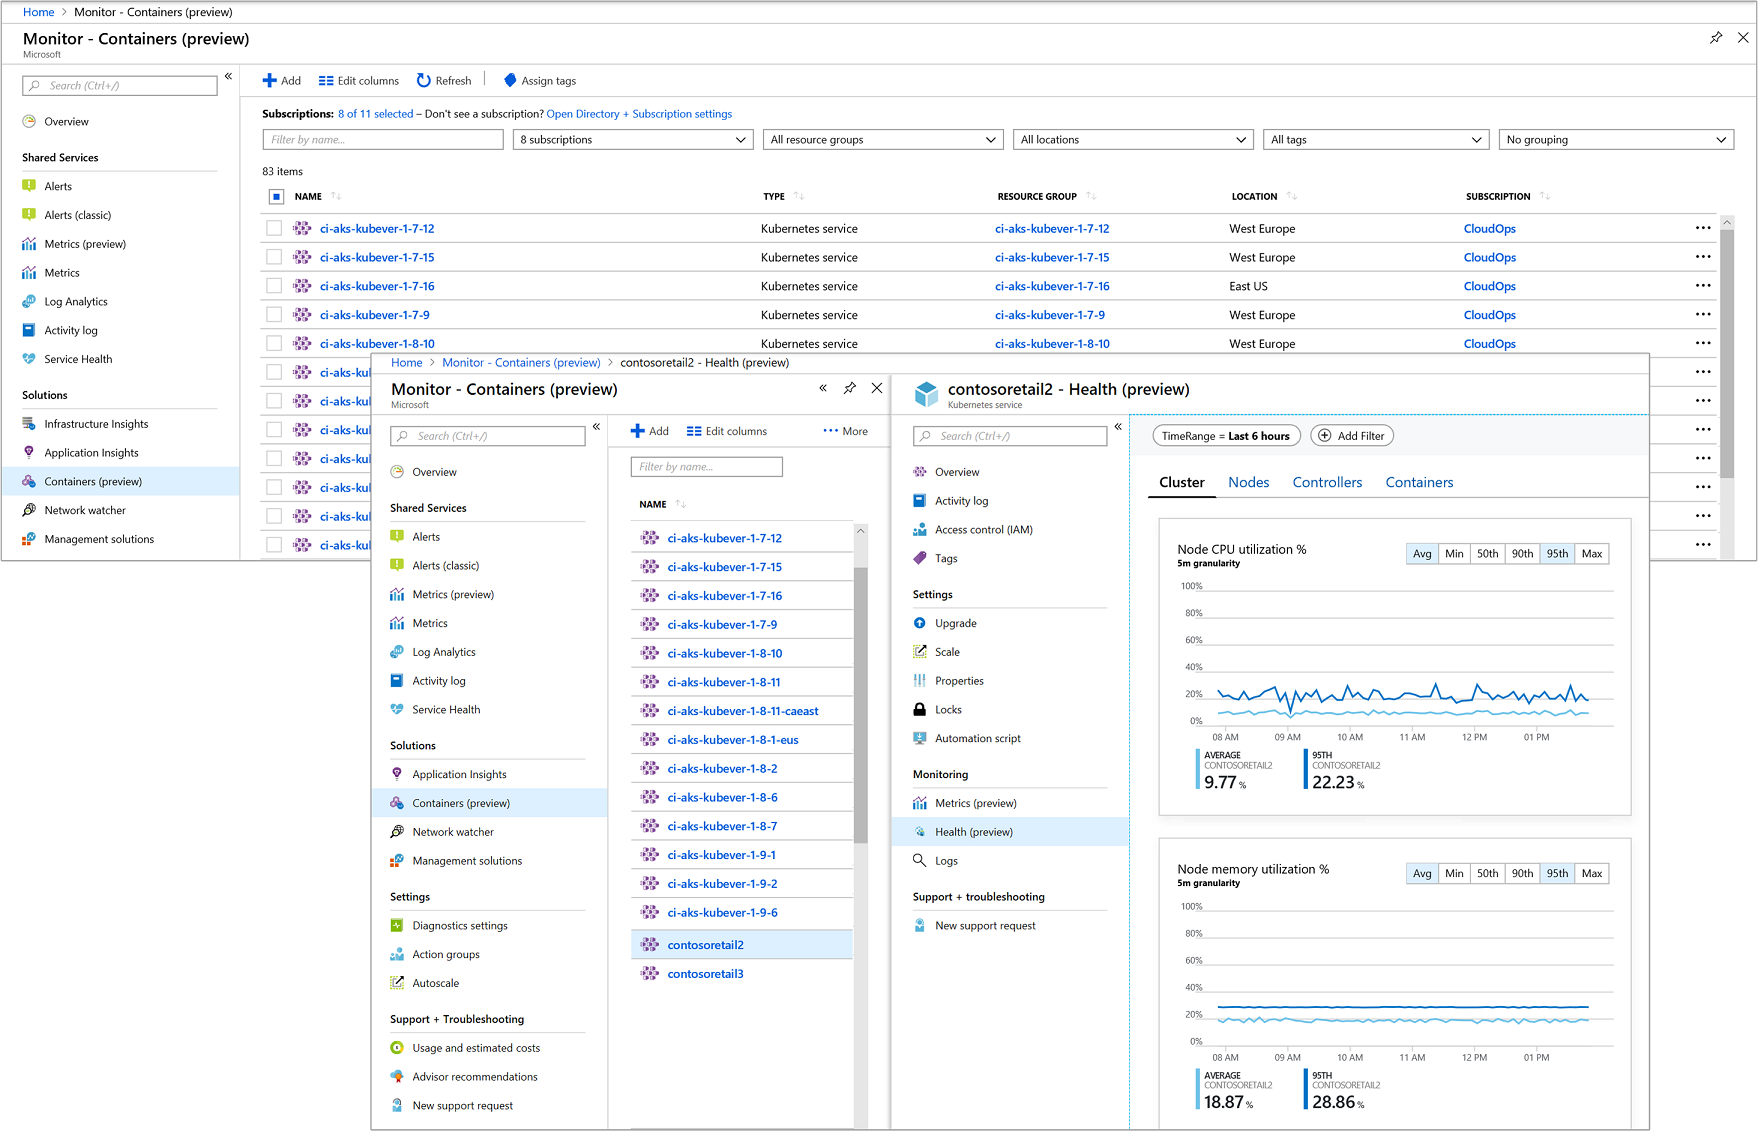 Home > Monitor - Containers (preview)
Monitor - Containers (preview)
Microsoft
Search (Ctrl+/)
«
Overview
Shared Services
Alerts
Alerts (classic)
Metrics (preview)
Metrics
Log Analytics
Activity log
Service Health
Solutions
Infrastructure Insights
Application Insights
Containers (preview)
Network watcher
Management solutions
Add Edit columns Refresh Assign tags
Subscriptions: 8 of 11 selected – Don't see a subscription? Open Directory + Subscription settings
Filter by name... 8 subscriptions All resource groups All locations All tags No grouping
83 items
NAME TYPE RESOURCE GROUP LOCATION SUBSCRIPTION
ci-aks-kubever-1-7-12 Kubernetes service ci-aks-kubever-1-7-12 West Europe CloudOps ...
ci-aks-kubever-1-7-15 Kubernetes service ci-aks-kubever-1-7-15 West Europe CloudOps ...
ci-aks-kubever-1-7-16 Kubernetes service ci-aks-kubever-1-7-16 East US CloudOps ...
ci-aks-kubever-1-7-9 Kubernetes service ci-aks-kubever-1-7-9 West Europe CloudOps ...
ci-aks-kubever-1-8-10 Kubernetes service ci-aks-kubever-1-8-10 West Europe CloudOps ...
ci-aks-kul ...
ci-aks-kul ...
ci-aks-kul ...
ci-aks-kul ...
ci-aks-kul ...
ci-aks-kul ...
ci-aks-kul ...
Home > Monitor - Containers (preview) > contosoretail2 - Health (preview)
Monitor - Containers (preview)
Microsoft
Search (Ctrl+/)
«
Overview
Shared Services
Alerts
Alerts (classic)
Metrics (preview)
Metrics
Log Analytics
Activity log
Service Health
Solutions
Application Insights
Containers (preview)
Network watcher
Management solutions
Settings
Diagnostics settings
Action groups
Autoscale
Support + Troubleshooting
Usage and estimated costs
Advisor recommendations
New support request
Add Edit columns ... More
Filter by name...
NAME
ci-aks-kubever-1-7-12
ci-aks-kubever-1-7-15
ci-aks-kubever-1-7-16
ci-aks-kubever-1-7-9
ci-aks-kubever-1-8-10
ci-aks-kubever-1-8-11
ci-aks-kubever-1-8-11-caeast
ci-aks-kubever-1-8-1-eus
ci-aks-kubever-1-8-2
ci-aks-kubever-1-8-6
ci-aks-kubever-1-8-7
ci-aks-kubever-1-9-1
ci-aks-kubever-1-9-2
ci-aks-kubever-1-9-6
contosoretail2
contosoretail3
contosoretail2 - Health (preview)
Kubernetes service
Search (Ctrl+/)
«
Overview
Activity log
Access control (IAM)
Tags
Settings
Upgrade
Scale
Properties
Locks
Automation script
Monitoring
Metrics (preview)
Health (preview)
Logs
Support + troubleshooting
New support request
TimeRange = Last 6 hours Add Filter
Cluster Nodes Controllers Containers
Node CPU utilization %
5m granularity
Avg Min 50th 90th 95th Max
100%
80%
60%
40%
20%
0%
08 AM 09 AM 10 AM 11 AM 12 PM 01 PM
AVERAGE
CONTOSORETAIL2
9.77 %
95TH
CONTOSORETAIL2
22.23 %
Node memory utilization %
5m granularity
Avg Min 50th 90th 95th Max
100%
80%
60%
40%
20%
0%
08 AM 09 AM 10 AM 11 AM 12 PM 01 PM
AVERAGE
CONTOSORETAIL2
18.87 %
95TH
CONTOSORETAIL2
28.86 %